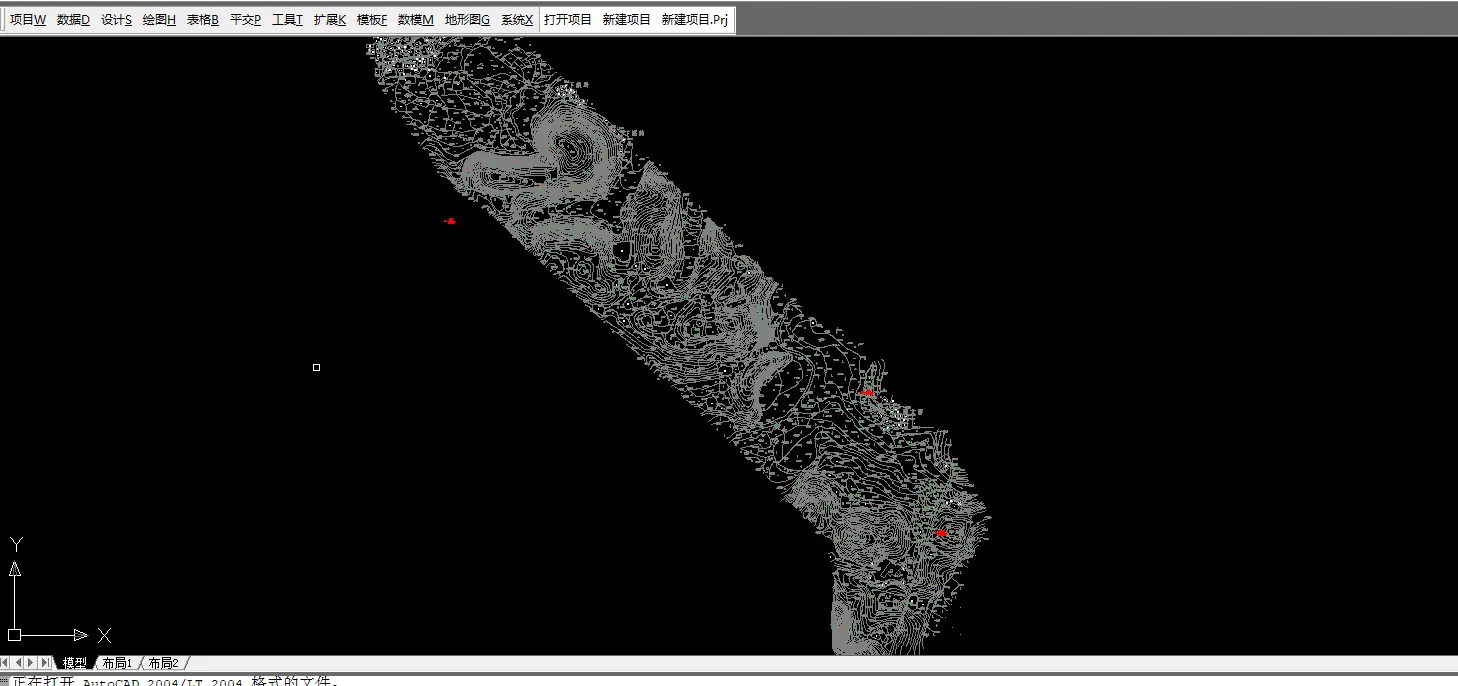 项目W 数据D 设计S 绘图H 表格B 平交P 工具T 扩展K 模板F 数模M 地形图G 系统X 打开项目 新建项目 新建项目.Prj
Y
X
模型 布局1 布局2
正在打开 AutoCAD 2004/LT 2004 格式的文件。